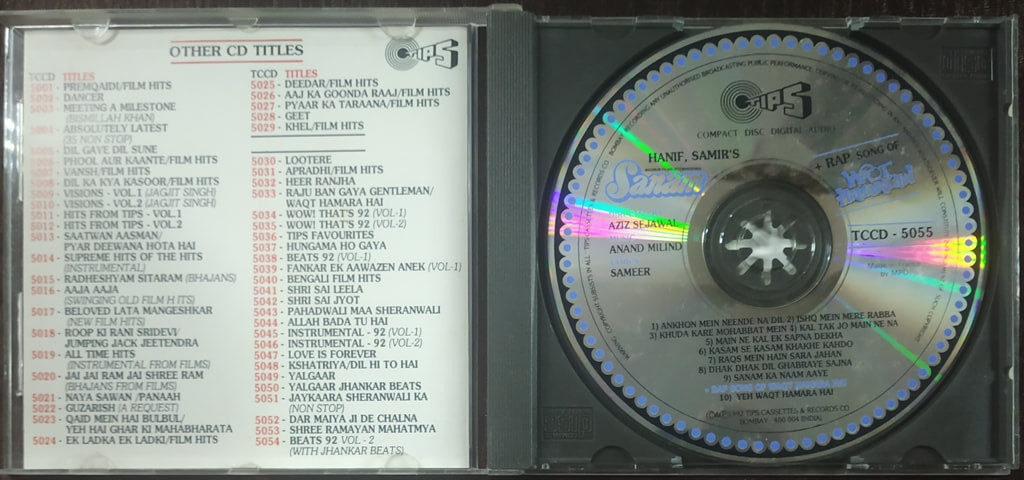 OTHER CD TITLES
TIPS
TCCD TITLES
5001 - PREMQAIDI/FILM HITS
5002 - DANCER
5003 - MEETING A MILESTONE
(BISMILLAH KHAN)
5004 - ABSOLUTELY LATEST
NON STOP)
5005 - DIL GAYE DIL SUNE
5006 - PHOOL AUR KAANTE/FILM HITS
5007 - VANSH/FILM HITS
5008 - DIL KA KYA KASOOR/FILM HITS
5009 - VISIONS - VOL.1 (JAGJIT SINGH)
5010 - VISIONS - VOL.2 (JAGJIT SINGH)
5011 - HITS FROM TIPS - VOL.1
5012 - HITS FROM TIPS - VOL.2
5013 - SAATWAN AASMAN/
PYAR DEEWANA HOTA HAI
5014 - SUPREME HITS OF THE HITS
(INSTRUMENTAL)
5015 - RADHESHYAM SITARAM (BHAJANS)
5016 - AAJA AAJA
(SWINGING OLD FILM HITS)
5017 - BELOVED LATA MANGESHKAR
(NEW FILM HITS)
5018 - ROOP KI RANI SRIDEVI/
JUMPING JACK JEETENDRA
5019 - ALL TIME HITS
(INSTRUMENTAL FROM FILMS)
5020 - JAI JAI RAM JAI SHREE RAM
(BHAJANS FROM FILMS)
5021 - NAYA SAWAN /PANAAH
5022 - GUZARISH (A REQUEST)
5023 - QAID MEIN HAI BULBUL/
YEH HAI GHAR KI MAHABHARATA
5024 - EK LADKA EK LADKI/FILM HITS
TCCD TITLES
5025 - DEEDAR/FILM HITS
5026 - AAJ KA GOONDA RAAJ/FILM HITS
5027 - PYAAR KA TARAANA/FILM HITS
5028 - GEET
5029 - KHEL/FILM HITS
5030 - LOOTERE
5031 - APRADHI/FILM HITS
5032 - HEER RANJHA
5033 - RAJU BAN GAYA GENTLEMAN/
WAQT HAMARA HAI
5034 - WOW! THAT'S 92 (VOL-1)
5035 - WOW! THAT'S 92 (VOL-2)
5036 - TIPS FAVOURITES
5037 - HUNGAMA HO GAYA
5038 - BEATS 92 (VOL-1)
5039 - FANKAR EK AAWAZEN ANEK (VOL-1)
5040 - BENGALI FILM HITS
5041 - SHRI SAI LEELA
5042 - SHRI SAI JYOT
5043 - PAHADWALI MAA SHERANWALI
5044 - ALLAH BADA TU HAI
5045 - INSTRUMENTAL - 92 (VOL-1)
5046 - INSTRUMENTAL - 92 (VOL-2)
5047 - LOVE IS FOREVER
5048 - KSHATRIYA/DIL HI TO HAI
5049 - YALGAAR
5050 - YALGAAR JHANKAR BEATS
5051 - JAYKAARA SHERANWALI KA
(NON STOP)
5052 - DAR MAIYA JI DE CHALNA
5053 - SHREE RAMAYAN MAHATMYA
5054 - BEATS 92 VOL - 2
(WITH JHANKAR BEATS)
TIPS
COMPACT DISC DIGITAL
HANIF, SAMIR'S
Sanam
+ RAP SONG OF
AZIZ SEJAWAL
ANAND MILIND
SAMEER
TCCD - 5055
1) ANKHON MEIN NEENDE NA DIL 2) ISHQ MEIN MERE RABBA
3) KHUDA KARE MOHABBAT MEIN 4) KAL TAK JO MAIN NE NA
5) MAIN NE KAL EK SAPNA DEKHA
6) KASAM SE KASAM KHAKHE KAHDO
7) RAQS MEIN HAIN SARA JAHAN
8) DHAK DHAK DIL GHABRAYE SAJNA
9) SANAM KA NAAM AAYE
10) YEH WAQT HAMARA HAI
1992 TIPS CASSETTES & RECORDS CO.
BOMBAY- 400 004 (INDIA)